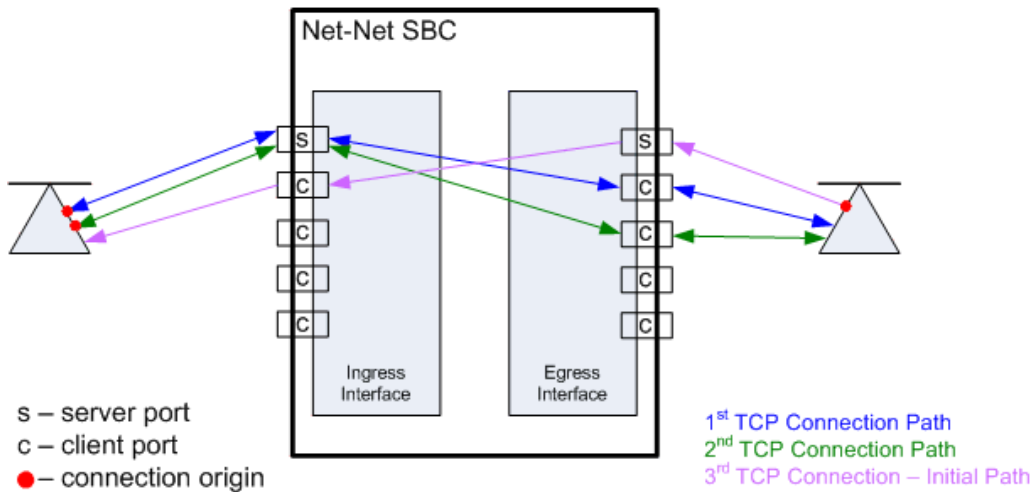 Net-Net SBC
S
S
C
C
C
C
C
C
C
C
Ingress
Interface
Egress
Interface
s – server port
c – client port
– connection origin
1st TCP Connection Path
2nd TCP Connection Path
3rd TCP Connection – Initial Path